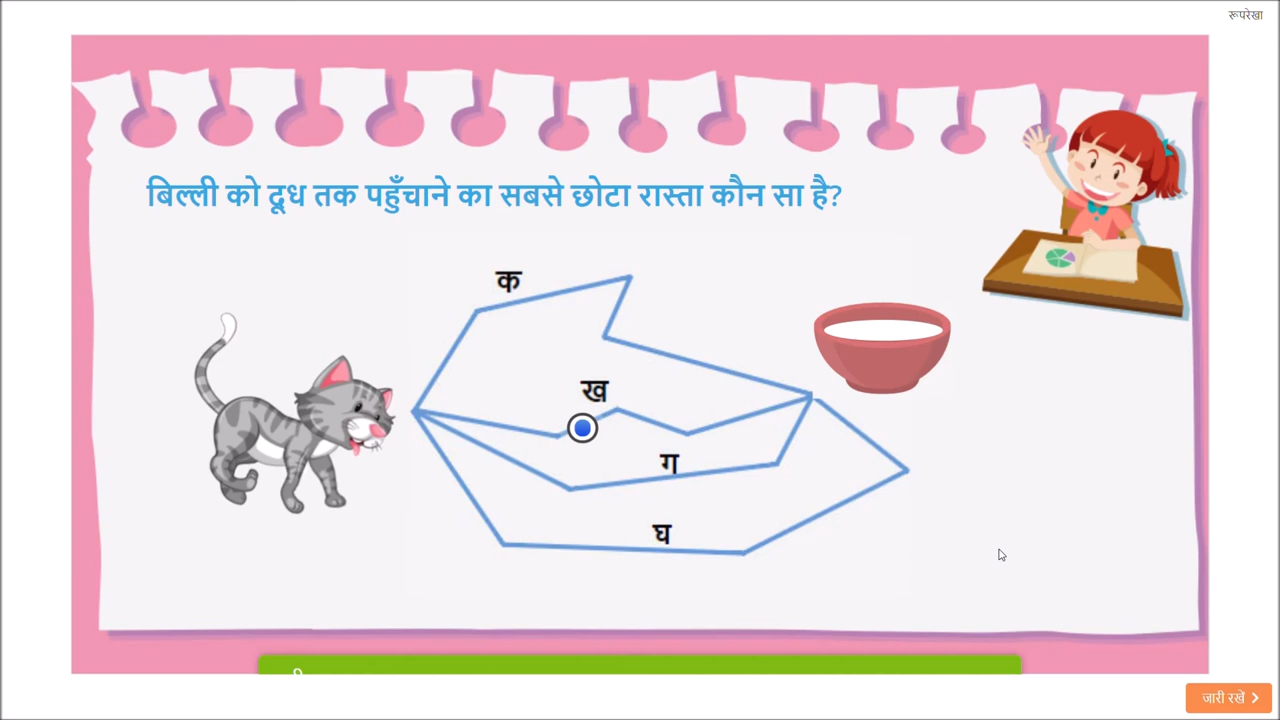 रूपरेखा
बिल्ली को दूध तक पहुँचाने का सबसे छोटा रास्ता कौन सा है?
क
ख
ग
घ
जारी रखें